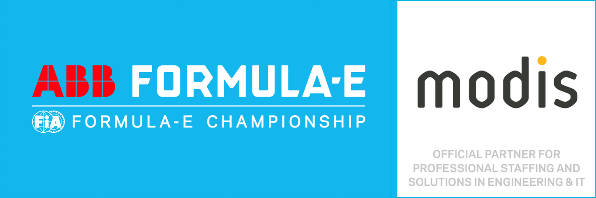 ABB FORMULA-E
FIA FORMULA-E CHAMPIONSHIP
modis
OFFICIAL PARTNER FOR
PROFESSIONAL STAFFING AND
SOLUTIONS IN ENGINEERING & IT